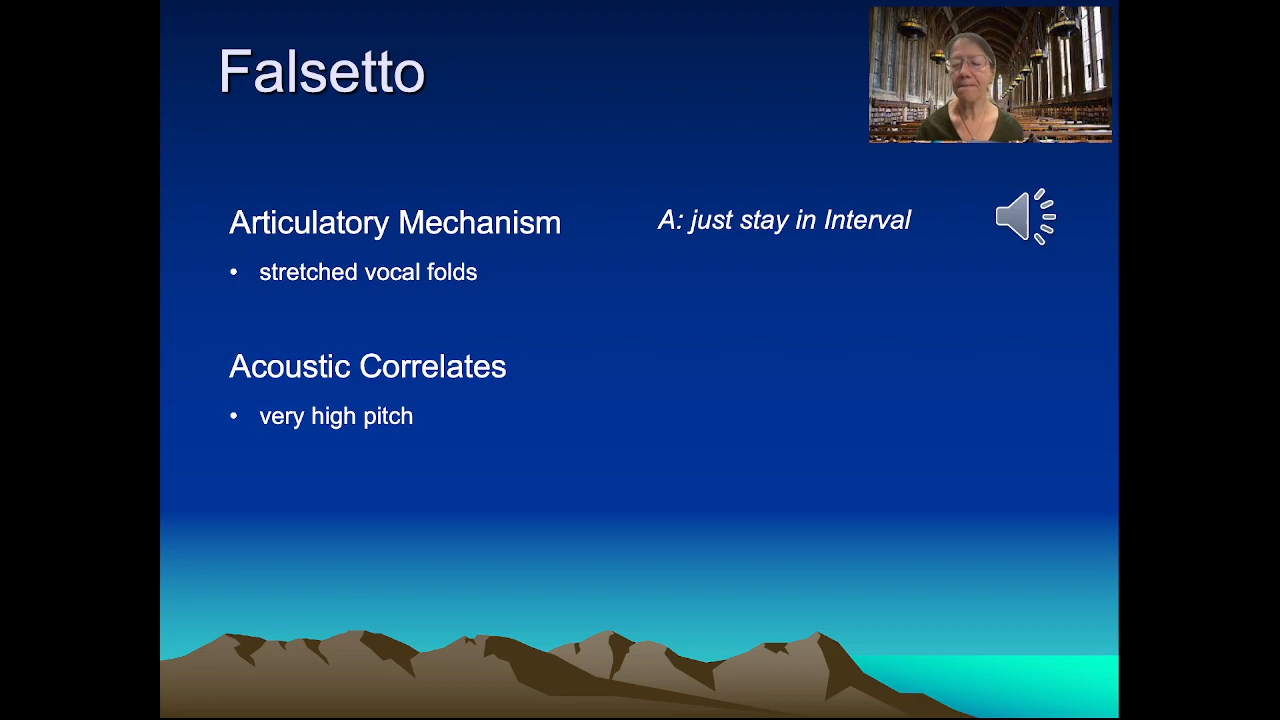 Falsetto
Articulatory Mechanism
• stretched vocal folds
A: just stay in Interval
Acoustic Correlates
• very high pitch